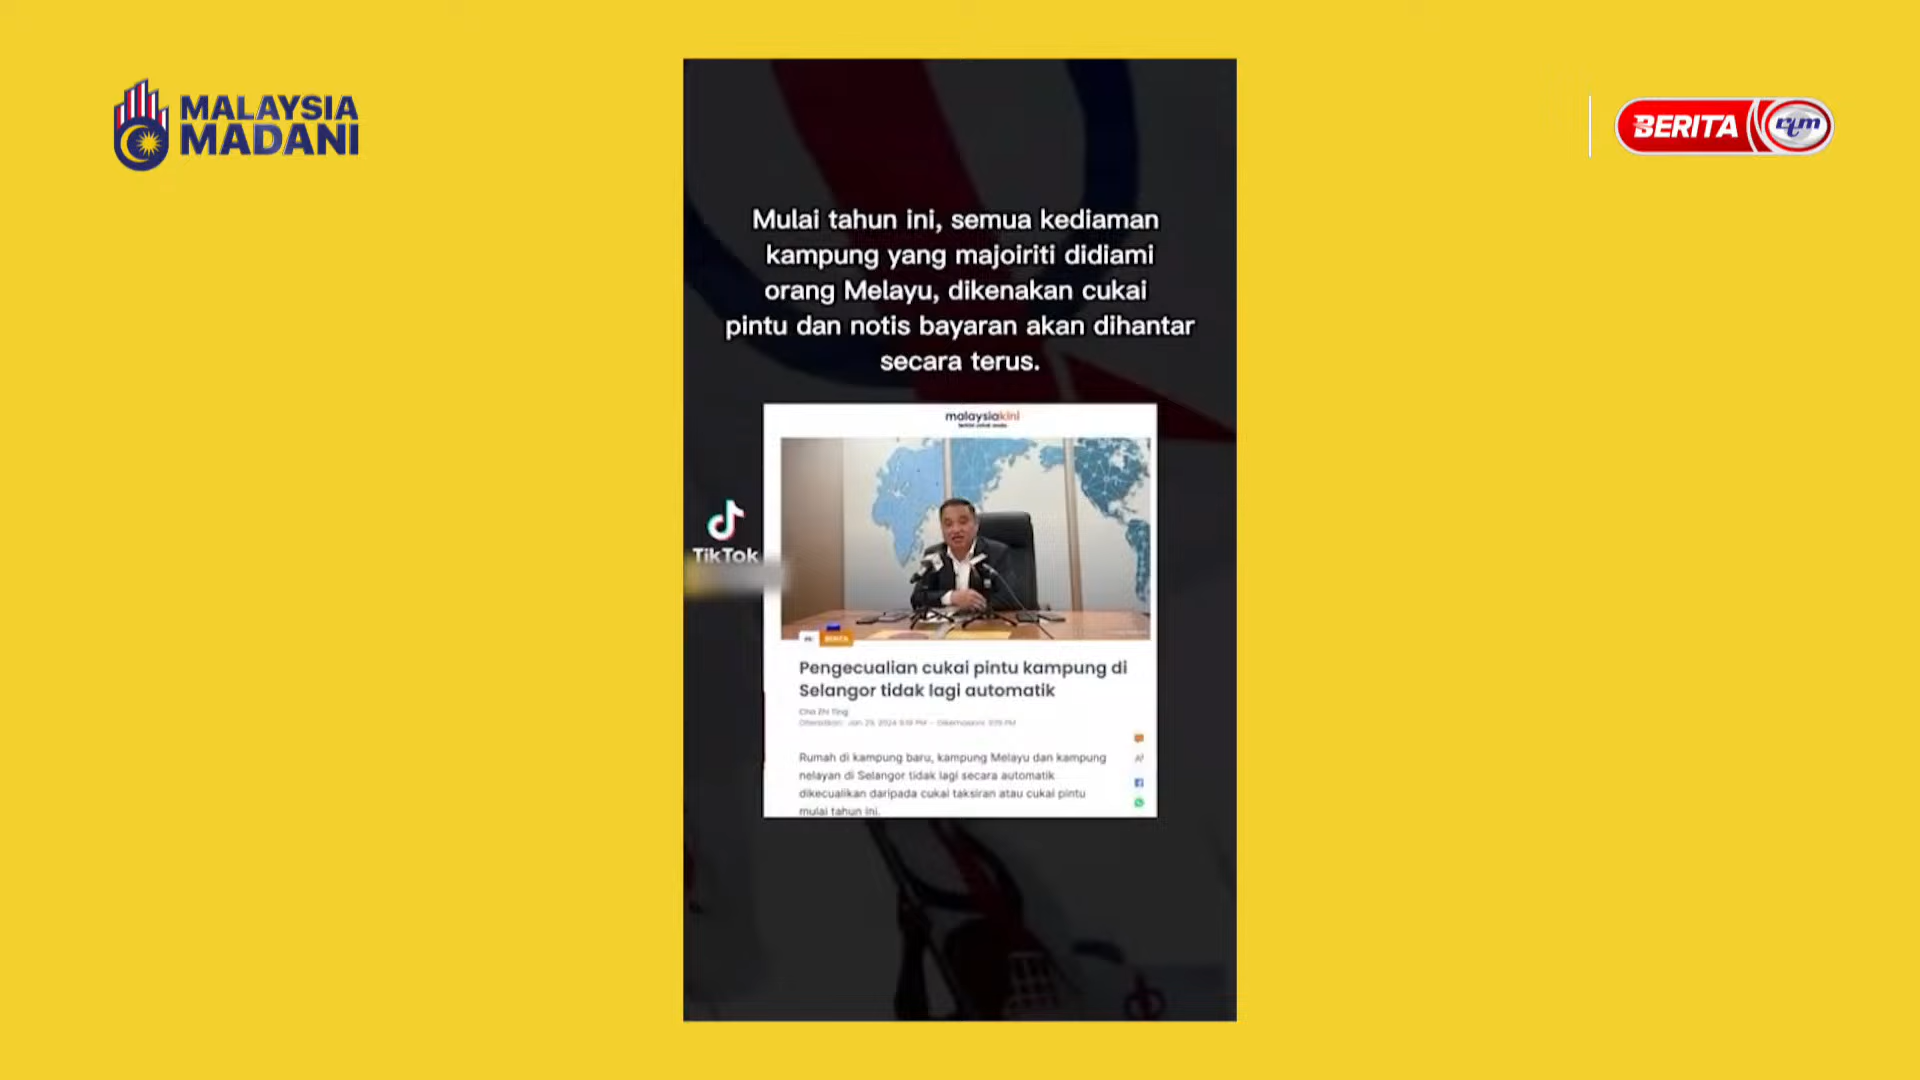 MALAYSIA
MADANI
BERITA rtm
Mulai tahun ini, semua kediaman
kampung yang majoiriti didiami
orang Melayu, dikenakan cukai
pintu dan notis bayaran akan dihantar
secara terus.
malaysiakini
TikTok
BERITA
Pengecualian cukai pintu kampung di
Selangor tidak lagi automatik
Rumah di kampung baru, kampung Melayu dan kampung
nelayan di Selangor tidak lagi secara automatik
dikecualikan daripada cukai taksiran atau cukai pintu
mulai tahun ini.